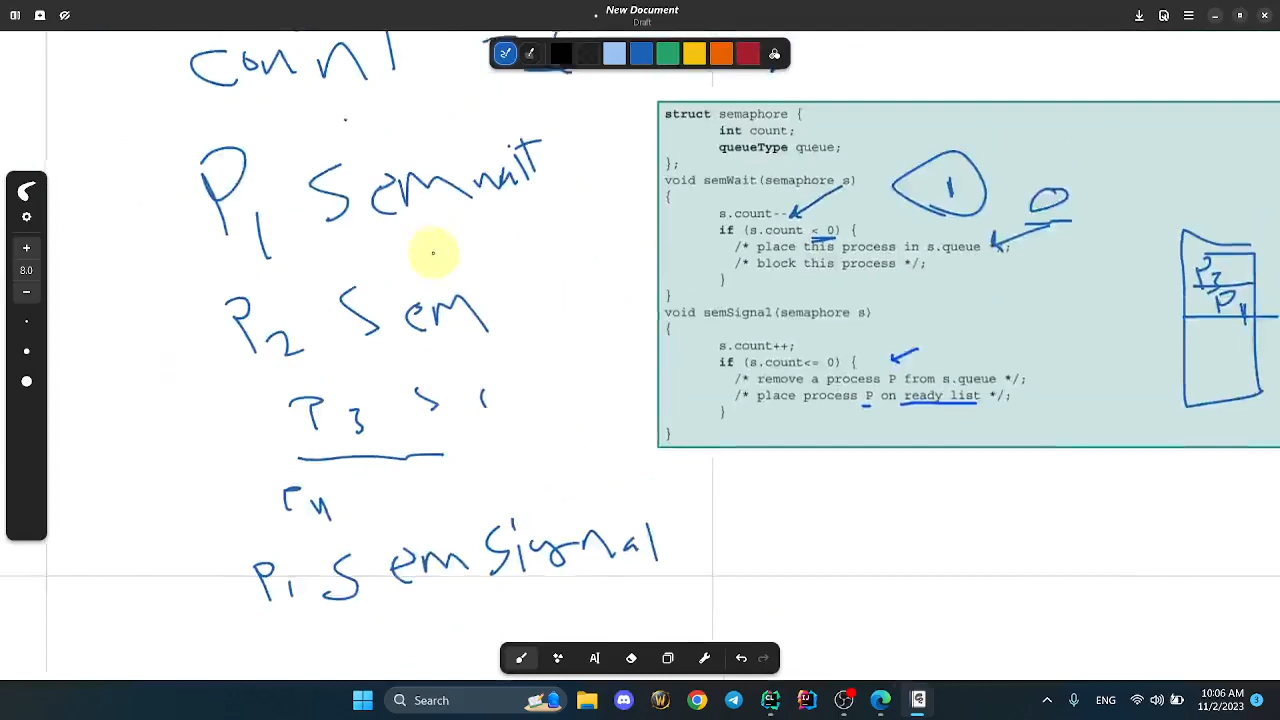 New Document
Draft
count
P1 semwait
P2 Sem
P3 s
P1 SemSignal
8.0
struct semaphore {
int count;
queueType queue;
};
void semWait(semaphore s)
{
s.count--
if (s.count < 0) {
/* place this process in s.queue */;
/* block this process */;
}
}
void semSignal(semaphore s)
{
s.count++;
if (s.count<= 0) {
/* remove a process P from s.queue */;
/* place process P on ready list */;
}
}
1
0
P3
P4
Search
ENG
10:06 AM
11/2/2023